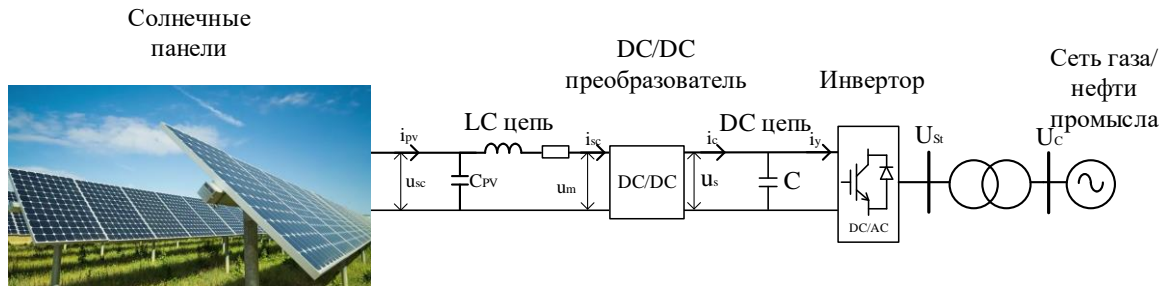 Солнечные
панели
DC/DC
преобразователь
Инвертор
Сеть газа/
нефти
промысла
LC цепь
DC цепь
ipv
isc
ic
iy
USt
UC
usc
CPV
um
DC/DC
us
C
DC/AC